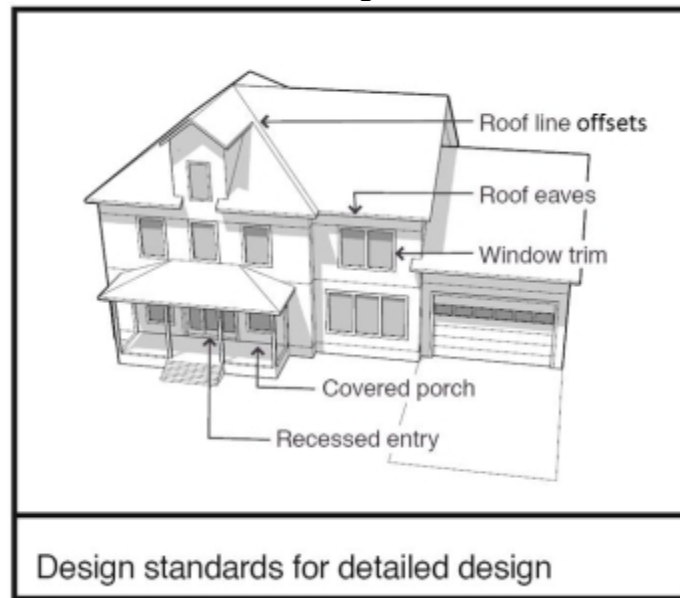 Roof line offsets
Roof eaves
Window trim
Covered porch
Recessed entry
Design standards for detailed design